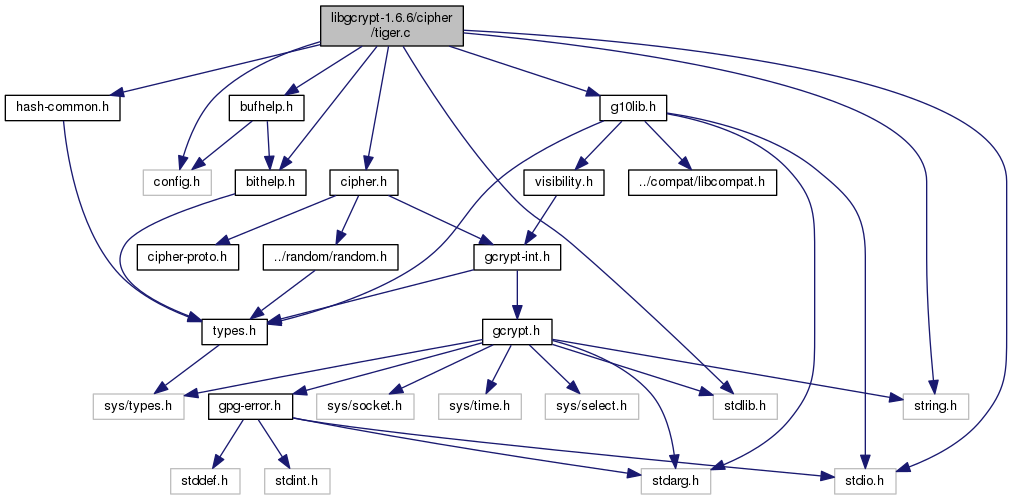 libgcrypt-1.6.6/cipher
/tiger.c
hash-common.h
bufhelp.h
g10lib.h
config.h
bithelp.h
cipher.h
visibility.h
../compat/libcompat.h
cipher-proto.h
../random/random.h
gcrypt-int.h
types.h
gcrypt.h
sys/types.h
gpg-error.h
sys/socket.h
sys/time.h
sys/select.h
stdlib.h
string.h
stddef.h
stdint.h
stdarg.h
stdio.h